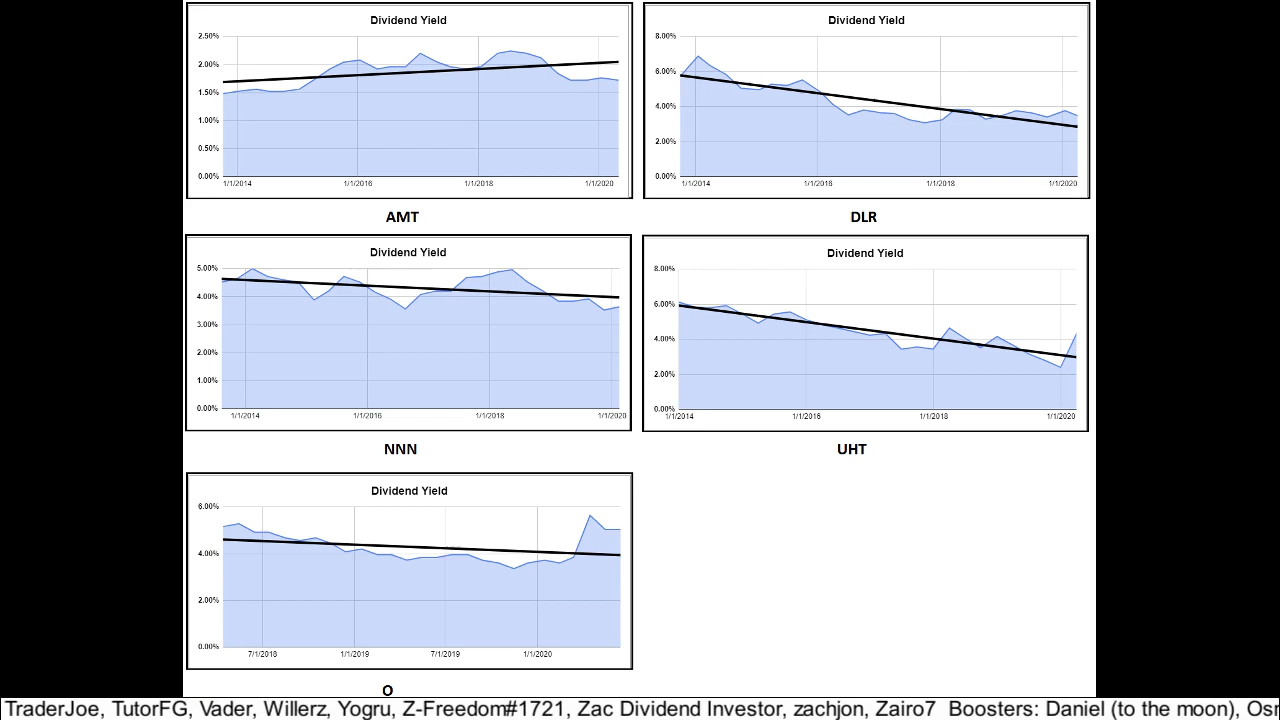 Dividend Yield
2.50%
2.00%
1.50%
1.00%
0.50%
0.00%
1/1/2014 1/1/2016 1/1/2018 1/1/2020
AMT
Dividend Yield
8.00%
6.00%
4.00%
2.00%
0.00%
1/1/2014 1/1/2016 1/1/2018 1/1/2020
DLR
Dividend Yield
5.00%
4.00%
3.00%
2.00%
1.00%
0.00%
1/1/2014 1/1/2016 1/1/2018 1/1/2020
NNN
Dividend Yield
8.00%
6.00%
4.00%
2.00%
0.00%
1/1/2014 1/1/2016 1/1/2018 1/1/2020
UHT
Dividend Yield
6.00%
4.00%
2.00%
0.00%
7/1/2018 1/1/2019 7/1/2019 1/1/2020
O
TraderJoe, TutorFG, Vader, Willerz, Yogru, Z-Freedom#1721, Zac Dividend Investor, zachjon, Zairo7 Boosters: Daniel (to the moon),